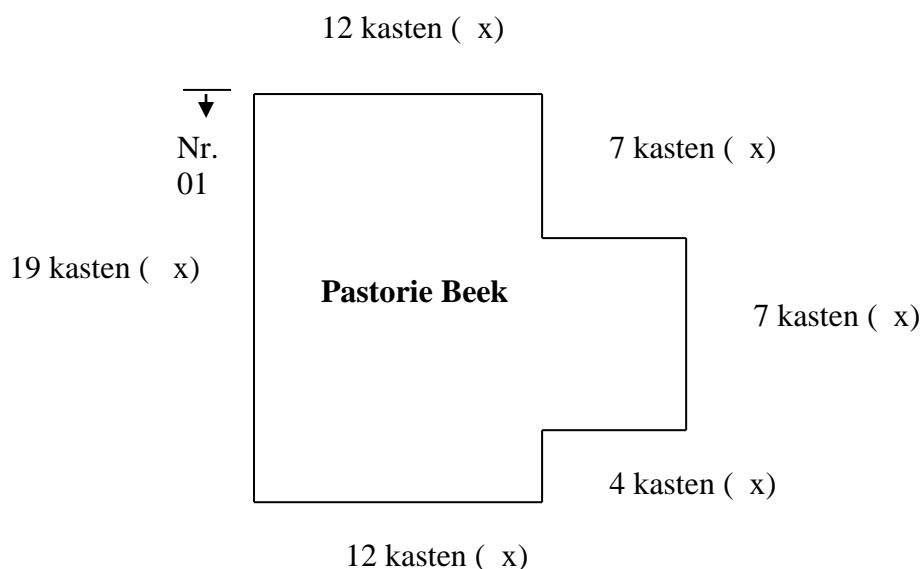 12 kasten (  x)
Nr.
01
7 kasten (  x)
19 kasten (   x)
Pastorie Beek
7 kasten (  x)
4 kasten (  x)
12 kasten (  x)